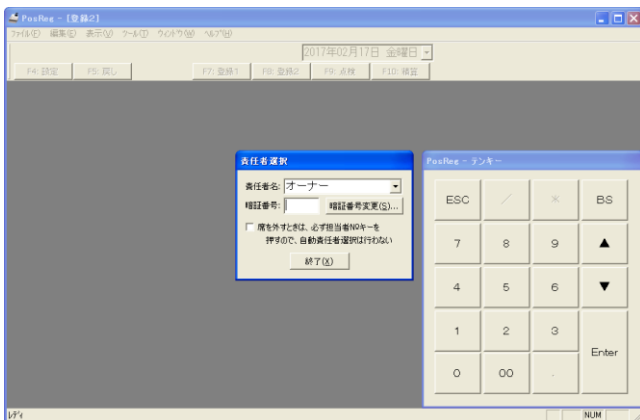 PosReg - [登録2]
ファイル(F) 編集(E) 表示(V) ツール(T) ウィンドウ(W) ヘルプ(H)
2017年02月17日 金曜日
F4: 設定 F5: 戻し F7: 登録1 F8: 登録2 F9: 点検 F10: 精算
責任者選択
責任者名: オーナー
暗証番号: 暗証番号変更(S)...
席を外すときは、必ず担当者NOキーを
押すので、自動責任者選択は行わない
終了(X)
PosReg - テンキー
ESC / * BS
7 8 9 ▲
4 5 6 ▼
1 2 3
Enter
0 00 .
レディ NUM